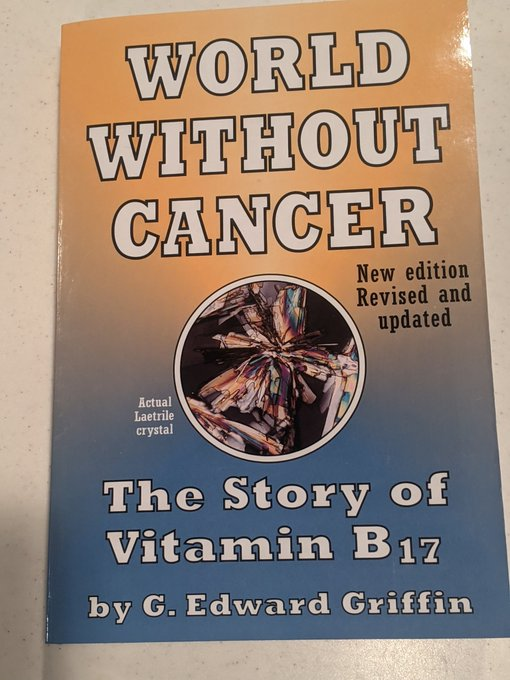 WORLD
WITHOUT
CANCER
New edition
Revised and
updated
Actual
Laetrile
crystal
The Story of
Vitamin B17
by G. Edward Griffin